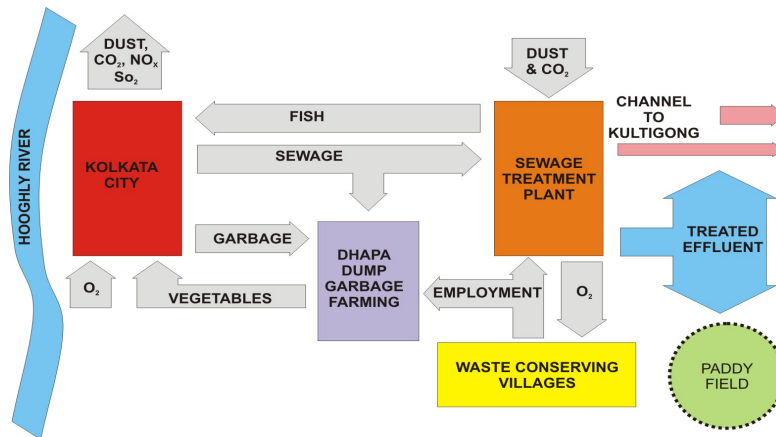 DUST,
CO₂, NOₓ
So₂
DUST
& CO₂
CHANNEL
TO
KULTIGONG
FISH
SEWAGE
HOOGHLY RIVER
KOLKATA
CITY
SEWAGE
TREATMENT
PLANT
GARBAGE
DHAPA
DUMP
GARBAGE
FARMING
TREATED
EFFLUENT
O₂
VEGETABLES
EMPLOYMENT
O₂
WASTE CONSERVING
VILLAGES
PADDY
FIELD